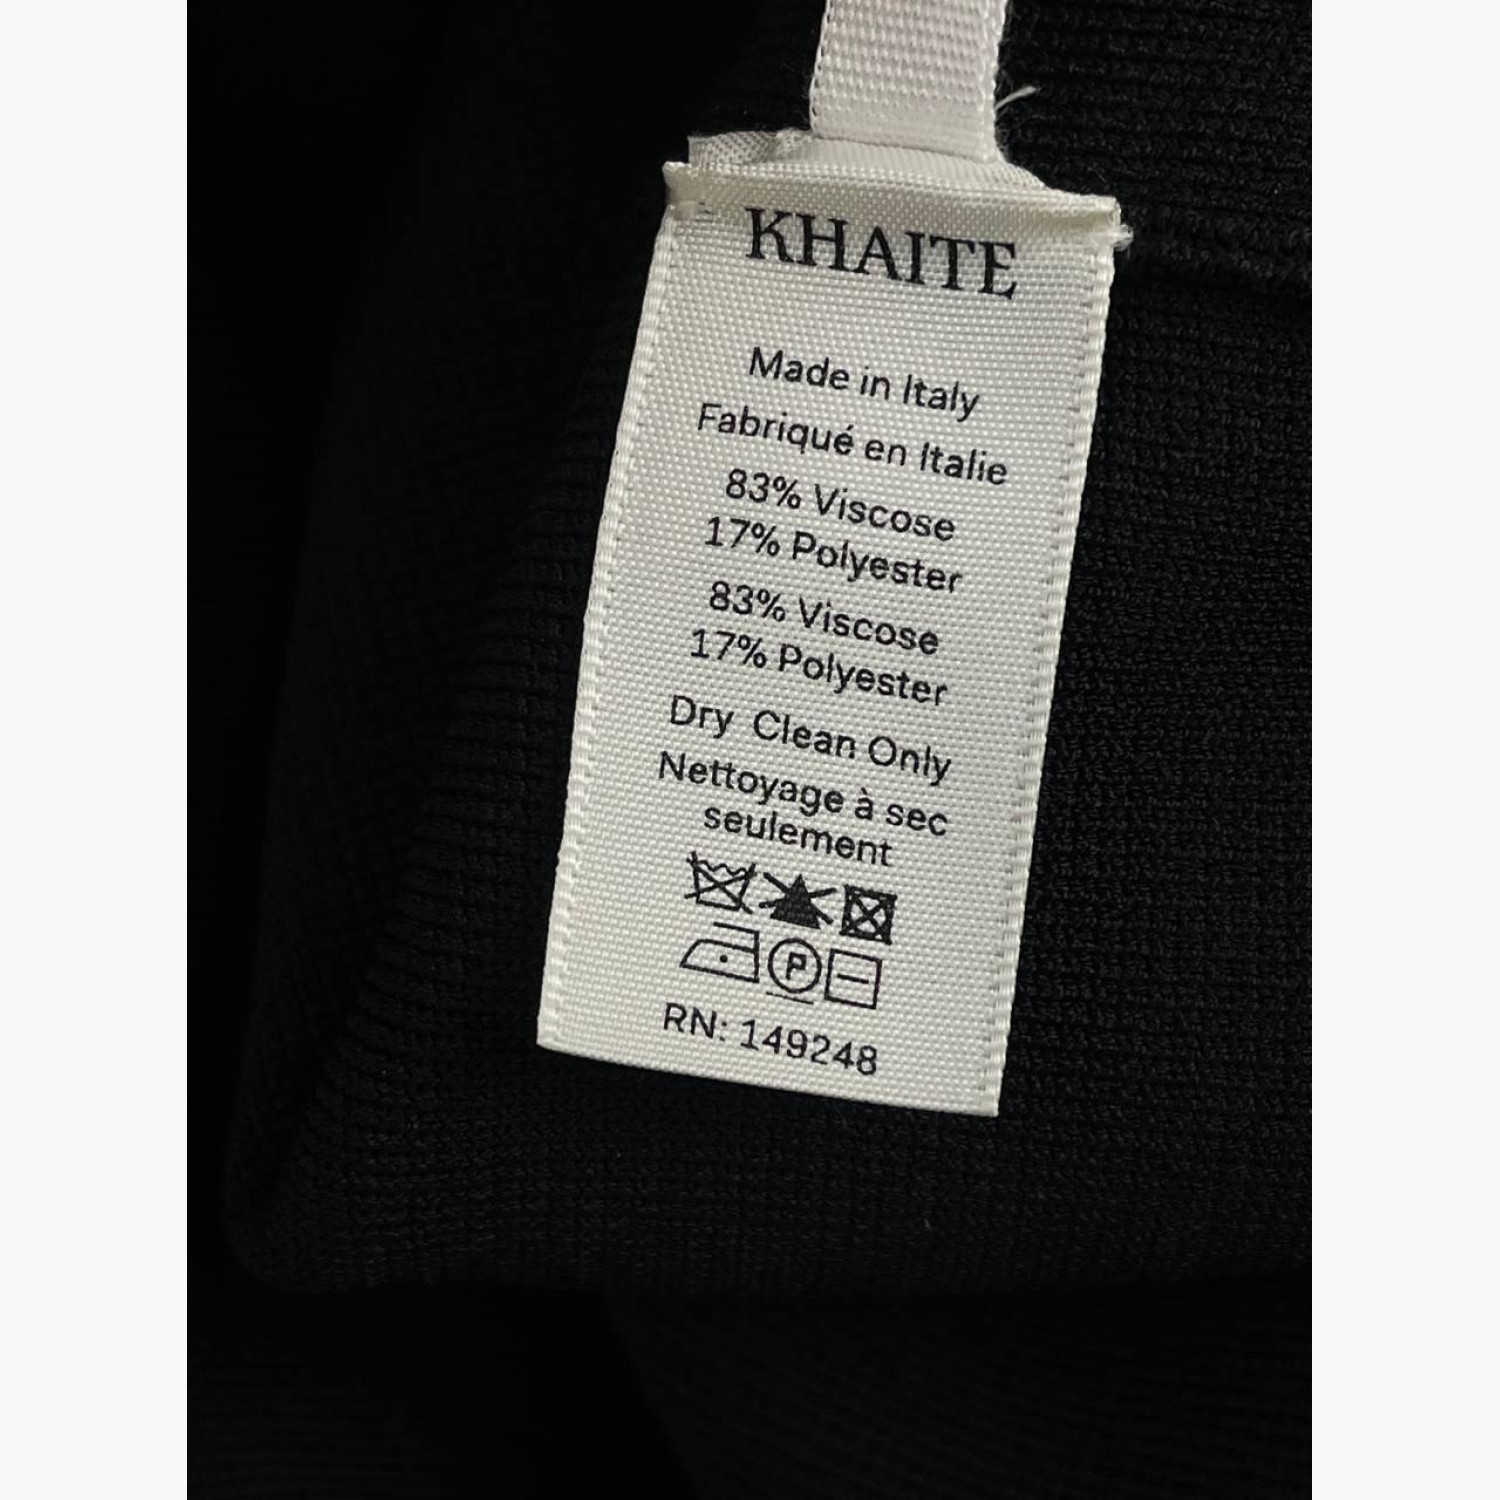 KHAITE
Made in Italy
Fabriqué en Italie
83% Viscose
17% Polyester
83% Viscose
17% Polyester
Dry Clean Only
Nettoyage à sec
seulement
P
RN: 149248